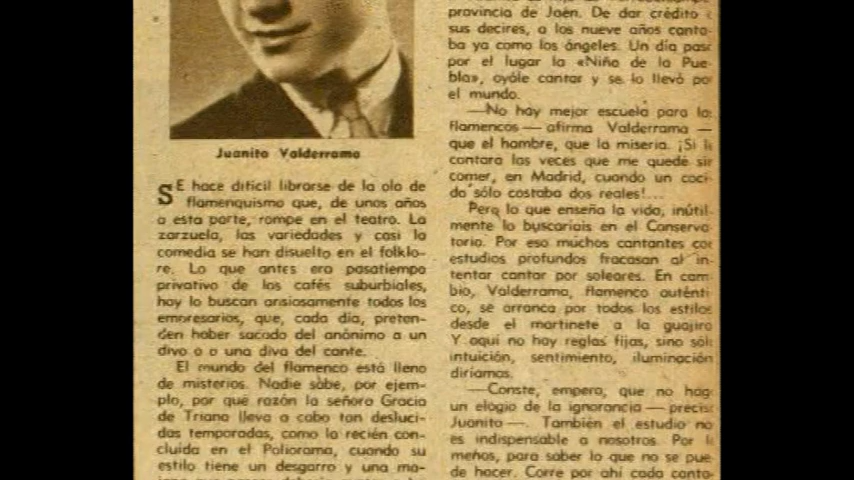 Juanito Valderrama
SE hace difícil librarse de la ola de
flamenquismo que, de unos años
a esta parte, rompe en el teatro. La
zarzuela, las variedades y casi la
comedia se han disuelto en el folklo-
re. Lo que antes era pasatiempo
privativo de los cafés suburbiales,
hoy lo buscan ansiosamente todos los
empresarios, que, cada día, preten-
den haber sacado del anónimo a un
divo o a una diva del cante.
El mundo del flamenco está lleno
de misterios. Nadie sabe, por ejem-
plo, por qué razón la señora Gracia
de Triana lleva a cabo tan desluci-
das temporadas, como la recién con-
cluída en el Poliorama, cuando su
estilo tiene un desgarro y una ma-
provincia de Jaén. De dar crédito
sus decires, a los nueve años canta-
ba ya como los ángeles. Un día pas
por el lugar la «Niña de la Pue-
bla», oyóle cantar y se lo llevó po
el mundo.
—No hay mejor escuela para lo
flamencos — afirma Valderrama —
que el hambre, que la miseria. ¡Si l
contara las veces que me quedé sin
comer, en Madrid, cuando un coci-
do sólo costaba dos reales!...
Pero lo que enseña la vida, inútil-
mente lo buscaríais en el Conserva
torio. Por eso muchos cantantes con
estudios profundos fracasan al in-
tentar cantar por soleares. En cam
bio, Valderrama, flamenco auténti-
co, se arranca por todos los estilos
desde el martinete a la guajira
Y aquí no hay reglas fijas, sino sól
intuición, sentimiento, iluminación
diríamos.
—Conste, empero, que no hag
un elogio de la ignorancia — precis
Juanito —. También el estudio no
es indispensable a nosotros. Por l
menos, para saber lo que no se pue-
de hacer. Corre por ahí cada canta-